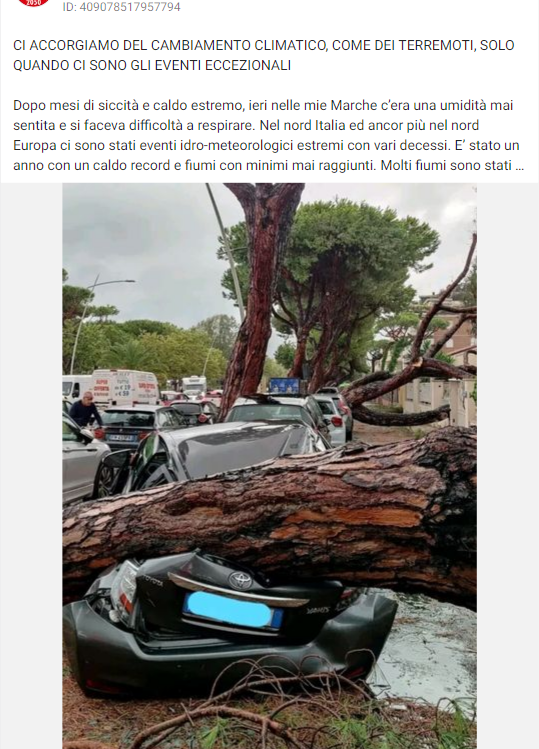 2050
ID: 409078517957794
CI ACCORGIAMO DEL CAMBIAMENTO CLIMATICO, COME DEI TERREMOTI, SOLO
QUANDO CI SONO GLI EVENTI ECCEZIONALI
Dopo mesi di siccità e caldo estremo, ieri nelle mie Marche c’era una umidità mai
sentita e si faceva difficoltà a respirare. Nel nord Italia ed ancor più nel nord
Europa ci sono stati eventi idro-meteorologici estremi con vari decessi. E’ stato un
anno con un caldo record e fiumi con minimi mai raggiunti. Molti fiumi sono stati ...
TOYOTA
YARIS